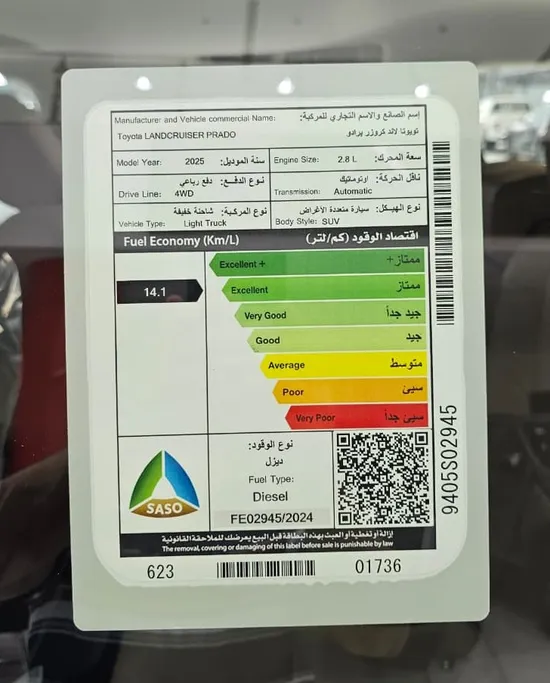 Manufacturer and Vehicle commercial Name: إسم الصانع والاسم التجاري للمركبة:
Toyota LANDCRUISER PRADO تويوتا لاند كروزر برادو
Model Year: 2025 سنة الموديل: Engine Size: 2.8 L سعة المحرك:
Drive Line: 4WD دفع رباعي نوع الدفع: Transmission: Automatic اوتوماتيك ناقل الحركة:
Vehicle Type: Light Truck شاحنة خفيفة نوع المركبة: Body Style: SUV سيارة متعددة الأغراض نوع الهيكل:
Fuel Economy (Km/L) اقتصاد الوقود (كم/لتر)
Excellent + ممتاز+
14.1 Excellent ممتاز
Very Good جيد جداً
Good جيد
Average متوسط
Poor سيئ
Very Poor سيئ جداً
نوع الوقود:
ديزل
Fuel Type:
Diesel
FE02945/2024
SASO
9405S02945
إزالة أو تغطية أو العبث بهذه البطاقة قبل البيع يعرضك للملاحقة القانونية
The removal, covering or damaging of this label before sale is punishable by law
623 01736